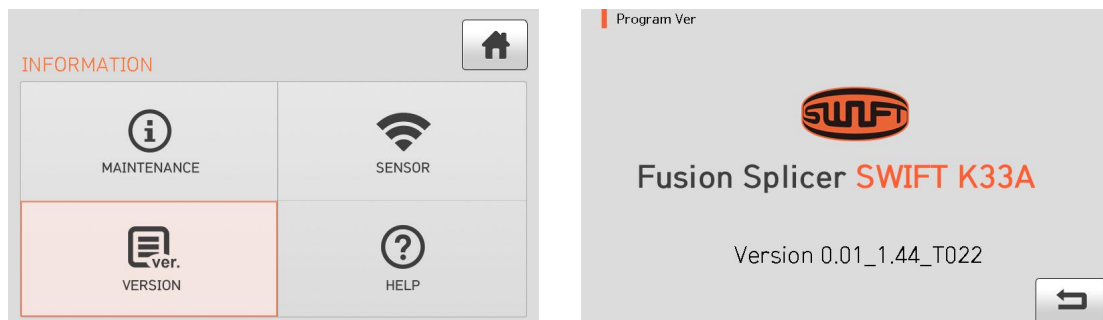 INFORMATION
MAINTENANCE
SENSOR
ver.
VERSION
HELP
Program Ver
SWIFT
Fusion Splicer SWIFT K33A
Version 0.01_1.44_T022